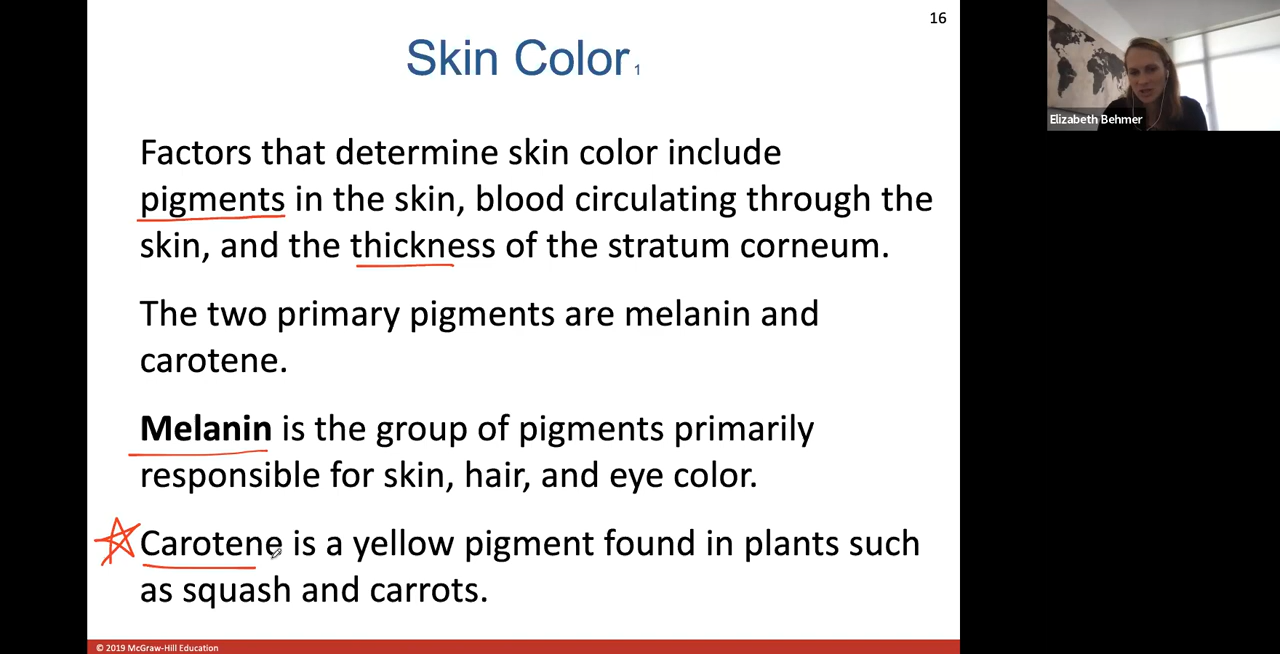 16
Skin Color 1
Elizabeth Behmer
Factors that determine skin color include
pigments in the skin, blood circulating through the
skin, and the thickness of the stratum corneum.
The two primary pigments are melanin and
carotene.
Melanin is the group of pigments primarily
responsible for skin, hair, and eye color.
Carotene is a yellow pigment found in plants such
as squash and carrots.
© 2019 McGraw-Hill Education